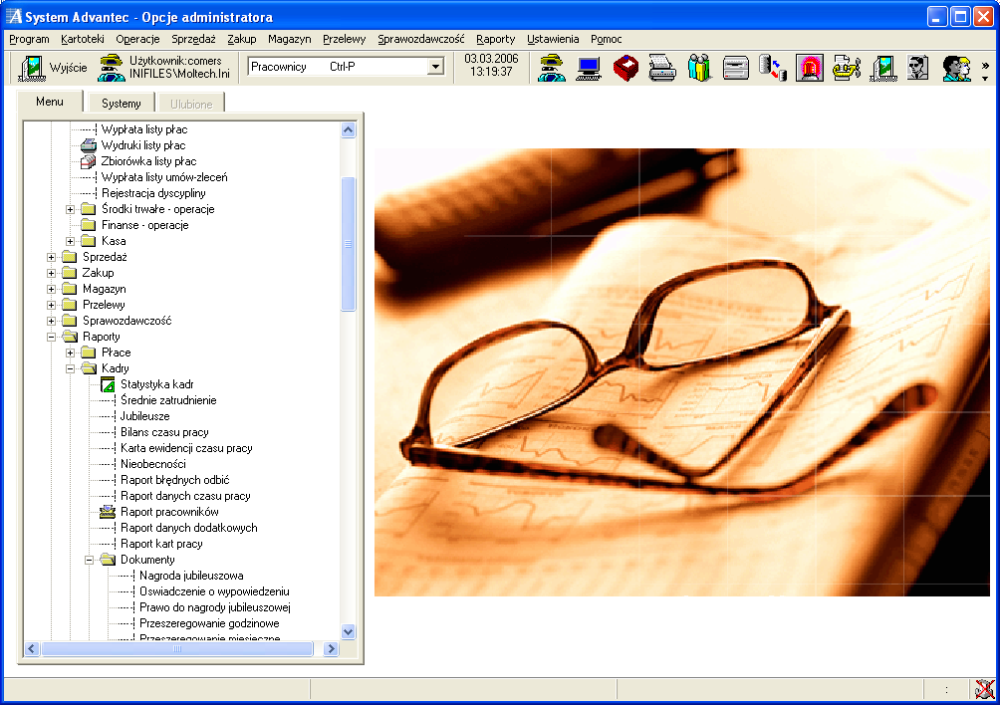 System Advantec - Opcje administratora
Program Kartoteki Operacje Sprzedaż Zakup Magazyn Przelewy Sprawozdawczość Raporty Ustawienia Pomoc
Wyjście
Użytkownik:comers
INIFILES\Moltech.Ini
Pracownicy Ctrl-P
03.03.2006
13:19:37
Menu Systemy Ulubione
Wypłata listy płac
Wydruki listy płac
Zbiorówka listy płac
Wypłata listy umów-zleceń
Rejestracja dyscypliny
Środki trwałe - operacje
Finanse - operacje
Kasa
Sprzedaż
Zakup
Magazyn
Przelewy
Sprawozdawczość
Raporty
Płace
Kadry
Statystyka kadr
Średnie zatrudnienie
Jubileusze
Bilans czasu pracy
Karta ewidencji czasu pracy
Nieobecności
Raport błędnych odbić
Raport danych czasu pracy
Raport pracowników
Raport danych dodatkowych
Raport kart pracy
Dokumenty
Nagroda jubileuszowa
Oswiadczenie o wypowiedzeniu
Prawo do nagrody jubileuszowej
Przeszeregowanie godzinowe
Przeszeregowanie miesięczne
: